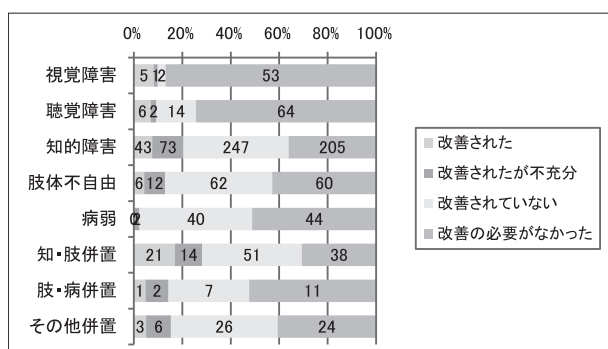 0% 20% 40% 60% 80% 100%
視覚障害 5 1 2 53
聴覚障害 6 2 14 64
知的障害 43 73 247 205
肢体不自由 6 12 62 60
病弱 0 2 40 44
知・肢併置 21 14 51 38
肢・病併置 1 2 7 11
その他併置 3 6 26 24
改善された
改善されたが不充分
改善されていない
改善の必要がなかった